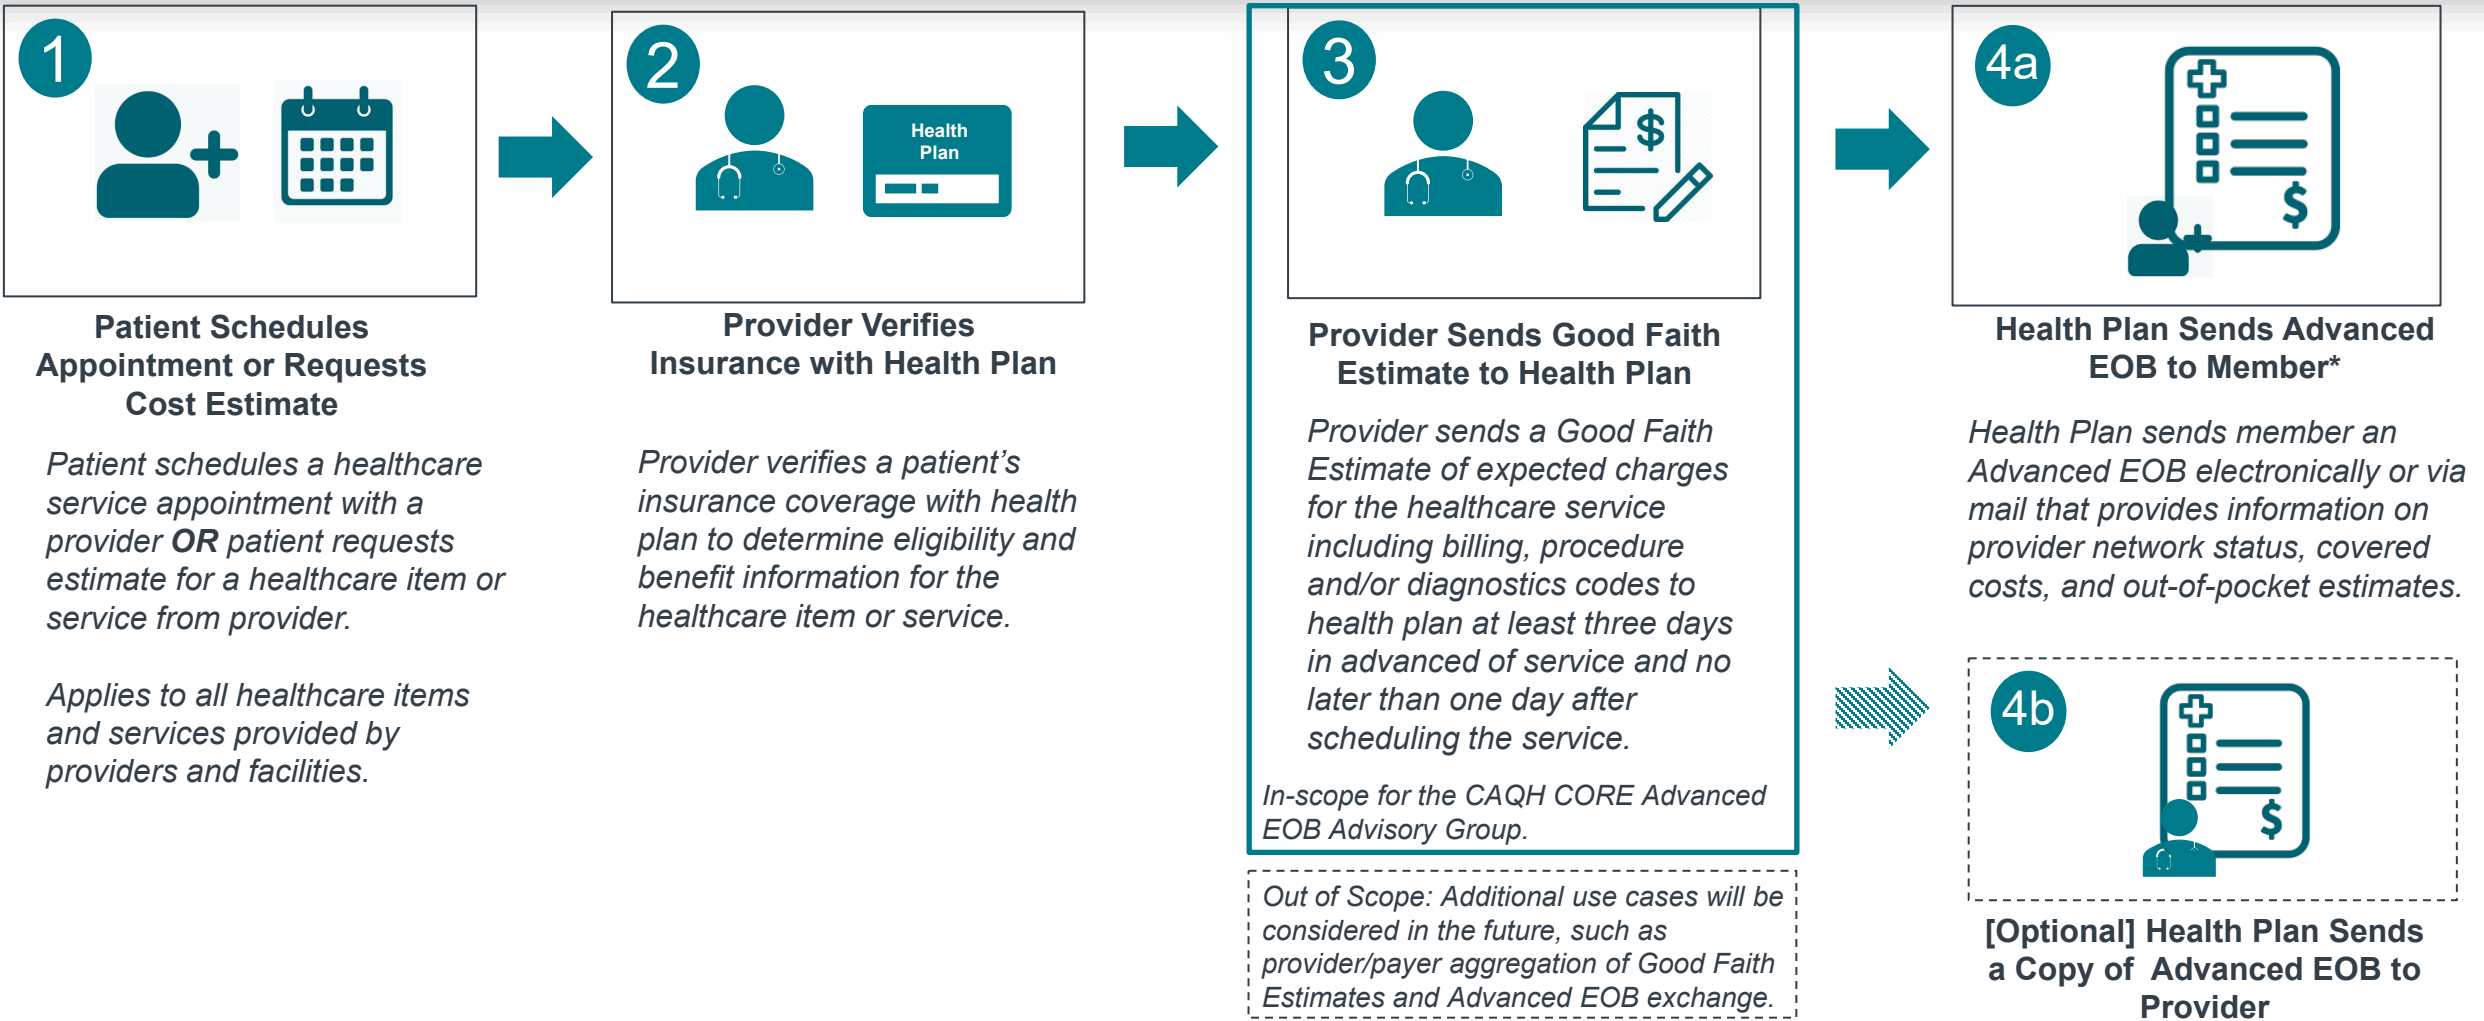 1
Patient Schedules
Appointment or Requests
Cost Estimate
Patient schedules a healthcare
service appointment with a
provider OR patient requests
estimate for a healthcare item or
service from provider.
Applies to all healthcare items
and services provided by
providers and facilities.
2
Health
Plan
Provider Verifies
Insurance with Health Plan
Provider verifies a patient’s
insurance coverage with health
plan to determine eligibility and
benefit information for the
healthcare item or service.
3
$
Provider Sends Good Faith
Estimate to Health Plan
Provider sends a Good Faith
Estimate of expected charges
for the healthcare service
including billing, procedure
and/or diagnostics codes to
health plan at least three days
in advanced of service and no
later than one day after
scheduling the service.
In-scope for the CAQH CORE Advanced
EOB Advisory Group.
Out of Scope: Additional use cases will be
considered in the future, such as
provider/payer aggregation of Good Faith
Estimates and Advanced EOB exchange.
4a
$
Health Plan Sends Advanced
EOB to Member*
Health Plan sends member an
Advanced EOB electronically or via
mail that provides information on
provider network status, covered
costs, and out-of-pocket estimates.
4b
$
[Optional] Health Plan Sends
a Copy of Advanced EOB to
Provider